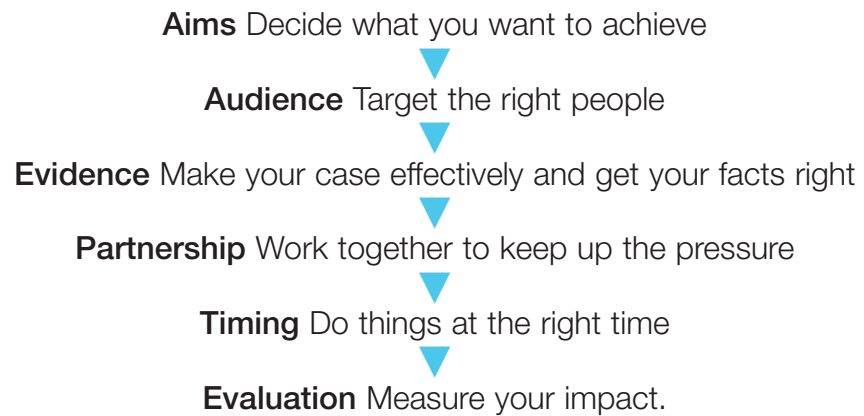 Aims Decide what you want to achieve
Audience Target the right people
Evidence Make your case effectively and get your facts right
Partnership Work together to keep up the pressure
Timing Do things at the right time
Evaluation Measure your impact.